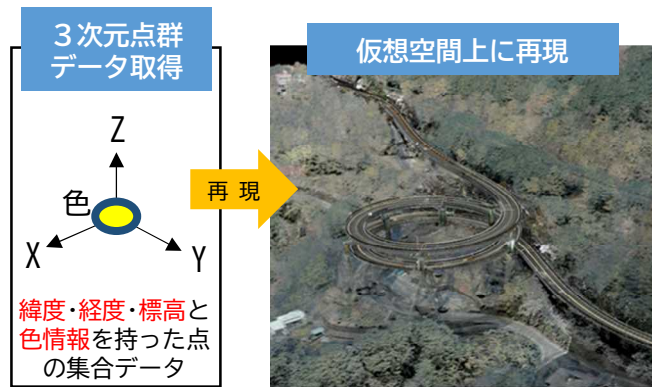 ３次元点群
データ取得
仮想空間上に再現
Z
色
X
Y
再 現
緯度・経度・標高と
色情報を持った点
の集合データ